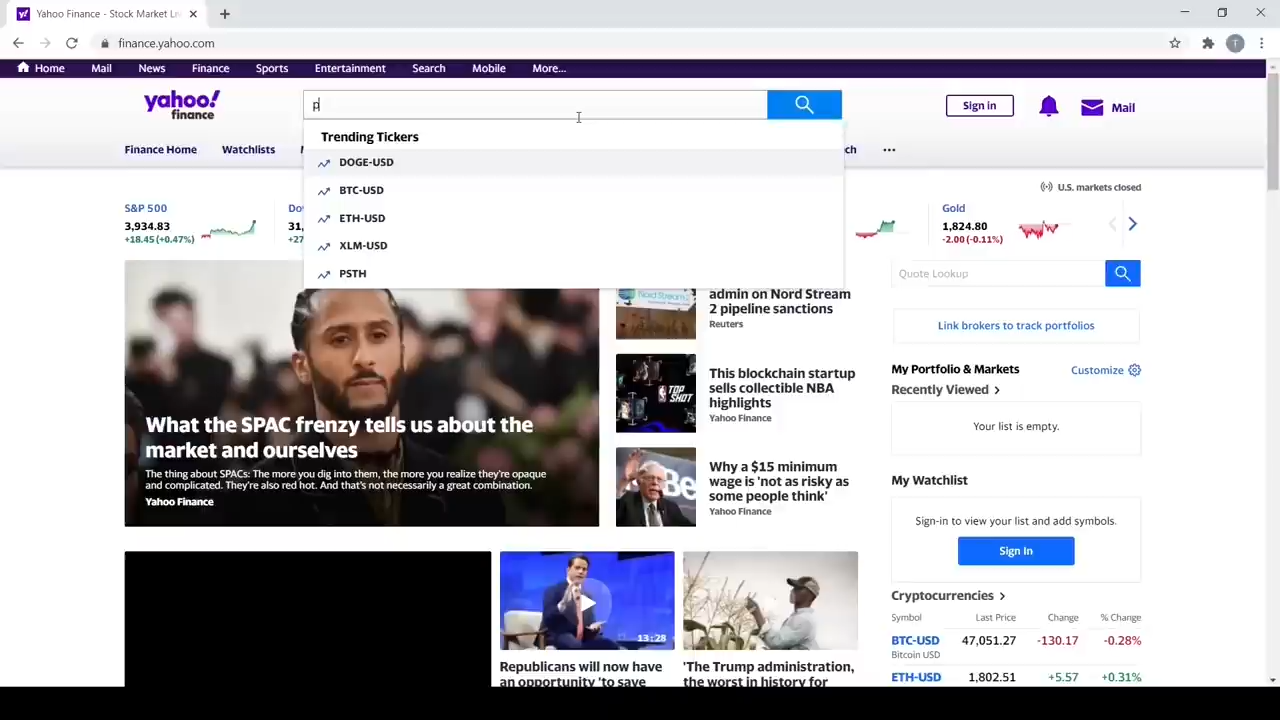 Yahoo Finance - Stock Market Li
finance.yahoo.com
Home Mail News Finance Sports Entertainment Search Mobile More...
yahoo!
finance
p
Sign in
Mail
Trending Tickers
DOGE-USD
BTC-USD
ETH-USD
XLM-USD
PSTH
Finance Home Watchlists
U.S. markets closed
S&P 500
3,934.83
+18.45 (+0.47%)
Gold
1,824.80
-2.00 (-0.11%)
What the SPAC frenzy tells us about the
market and ourselves
The thing about SPACs: The more you dig into them, the more you realize they're opaque
and complicated. They're also red hot. And that's not necessarily a great combination.
Yahoo Finance
admin on Nord Stream
2 pipeline sanctions
Reuters
This blockchain startup
sells collectible NBA
highlights
Yahoo Finance
Why a $15 minimum
wage is 'not as risky as
some people think'
Yahoo Finance
Quote Lookup
Link brokers to track portfolios
My Portfolio & Markets Customize
Recently Viewed
Your list is empty.
My Watchlist
Sign-in to view your list and add symbols.
Sign In
Cryptocurrencies
Symbol Last Price Change % Change
BTC-USD 47,051.27 -130.17 -0.28%
Bitcoin USD
ETH-USD 1,802.51 +5.57 +0.31%
13:28
Republicans will now have
an opportunity 'to save
'The Trump administration,
the worst in history for
TOP
SHOT